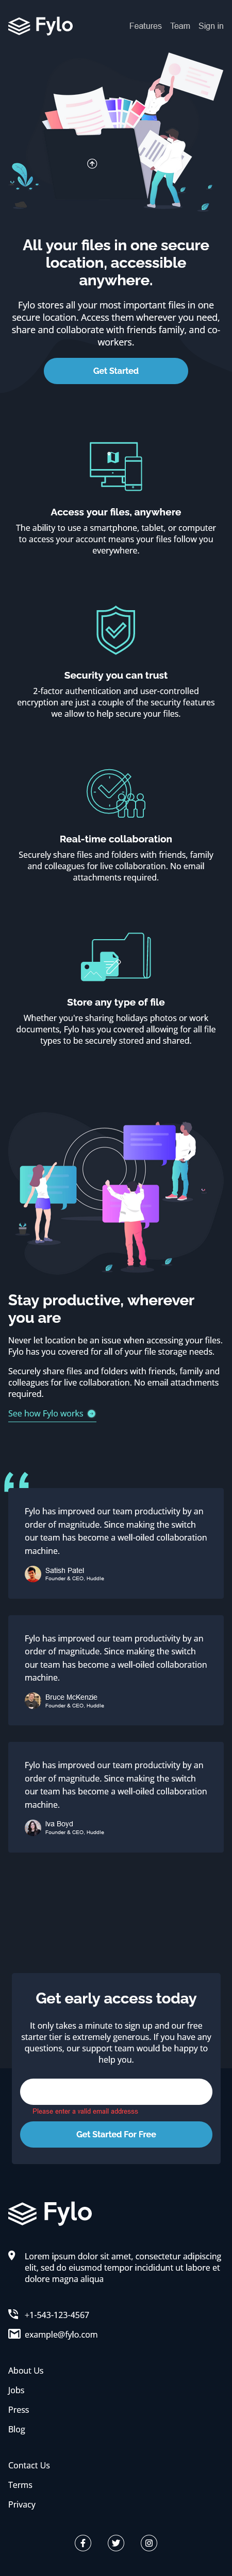 Fylo
Features Team Sign in
All your files in one secure
location, accessible
anywhere.
Fylo stores all your most important files in one
secure location. Access them wherever you need,
share and collaborate with friends family, and co-
workers.
Get Started
Access your files, anywhere
The ability to use a smartphone, tablet, or computer
to access your account means your files follow you
everywhere.
Security you can trust
2-factor authentication and user-controlled
encryption are just a couple of the security features
we allow to help secure your files.
Real-time collaboration
Securely share files and folders with friends, family
and colleagues for live collaboration. No email
attachments required.
Store any type of file
Whether you're sharing holidays photos or work
documents, Fylo has you covered allowing for all file
types to be securely stored and shared.
Stay productive, wherever
you are
Never let location be an issue when accessing your files.
Fylo has you covered for all of your file storage needs.
Securely share files and folders with friends, family and
colleagues for live collaboration. No email attachments
required.
See how Fylo works
Fylo has improved our team productivity by an
order of magnitude. Since making the switch
our team has become a well-oiled collaboration
machine.
Satish Patel
Founder & CEO, Huddle
Fylo has improved our team productivity by an
order of magnitude. Since making the switch
our team has become a well-oiled collaboration
machine.
Bruce McKenzie
Founder & CEO, Huddle
Fylo has improved our team productivity by an
order of magnitude. Since making the switch
our team has become a well-oiled collaboration
machine.
Iva Boyd
Founder & CEO, Huddle
Get early access today
It only takes a minute to sign up and our free
starter tier is extremely generous. If you have any
questions, our support team would be happy to
help you.
Please enter a valid email addresss
Get Started For Free
Fylo
Lorem ipsum dolor sit amet, consectetur adipiscing
elit, sed do eiusmod tempor incididunt ut labore et
dolore magna aliqua
+1-543-123-4567
example@fylo.com
About Us
Jobs
Press
Blog
Contact Us
Terms
Privacy